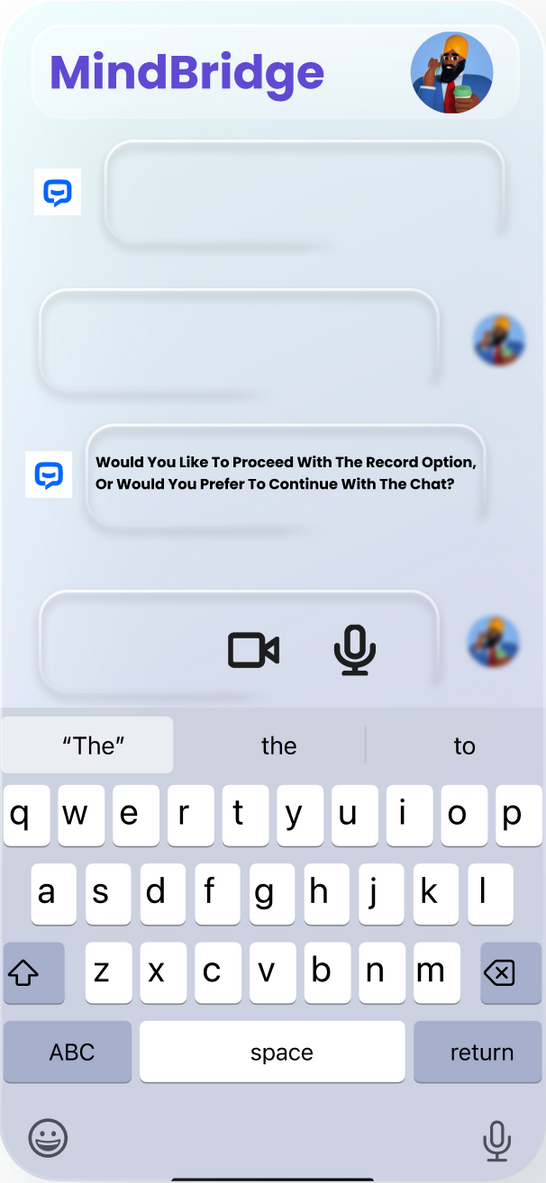 MindBridge
Would You Like To Proceed With The Record Option,
Or Would You Prefer To Continue With The Chat?
“The” the to
q w e r t y u i o p
a s d f g h j k l
z x c v b n m
ABC space return